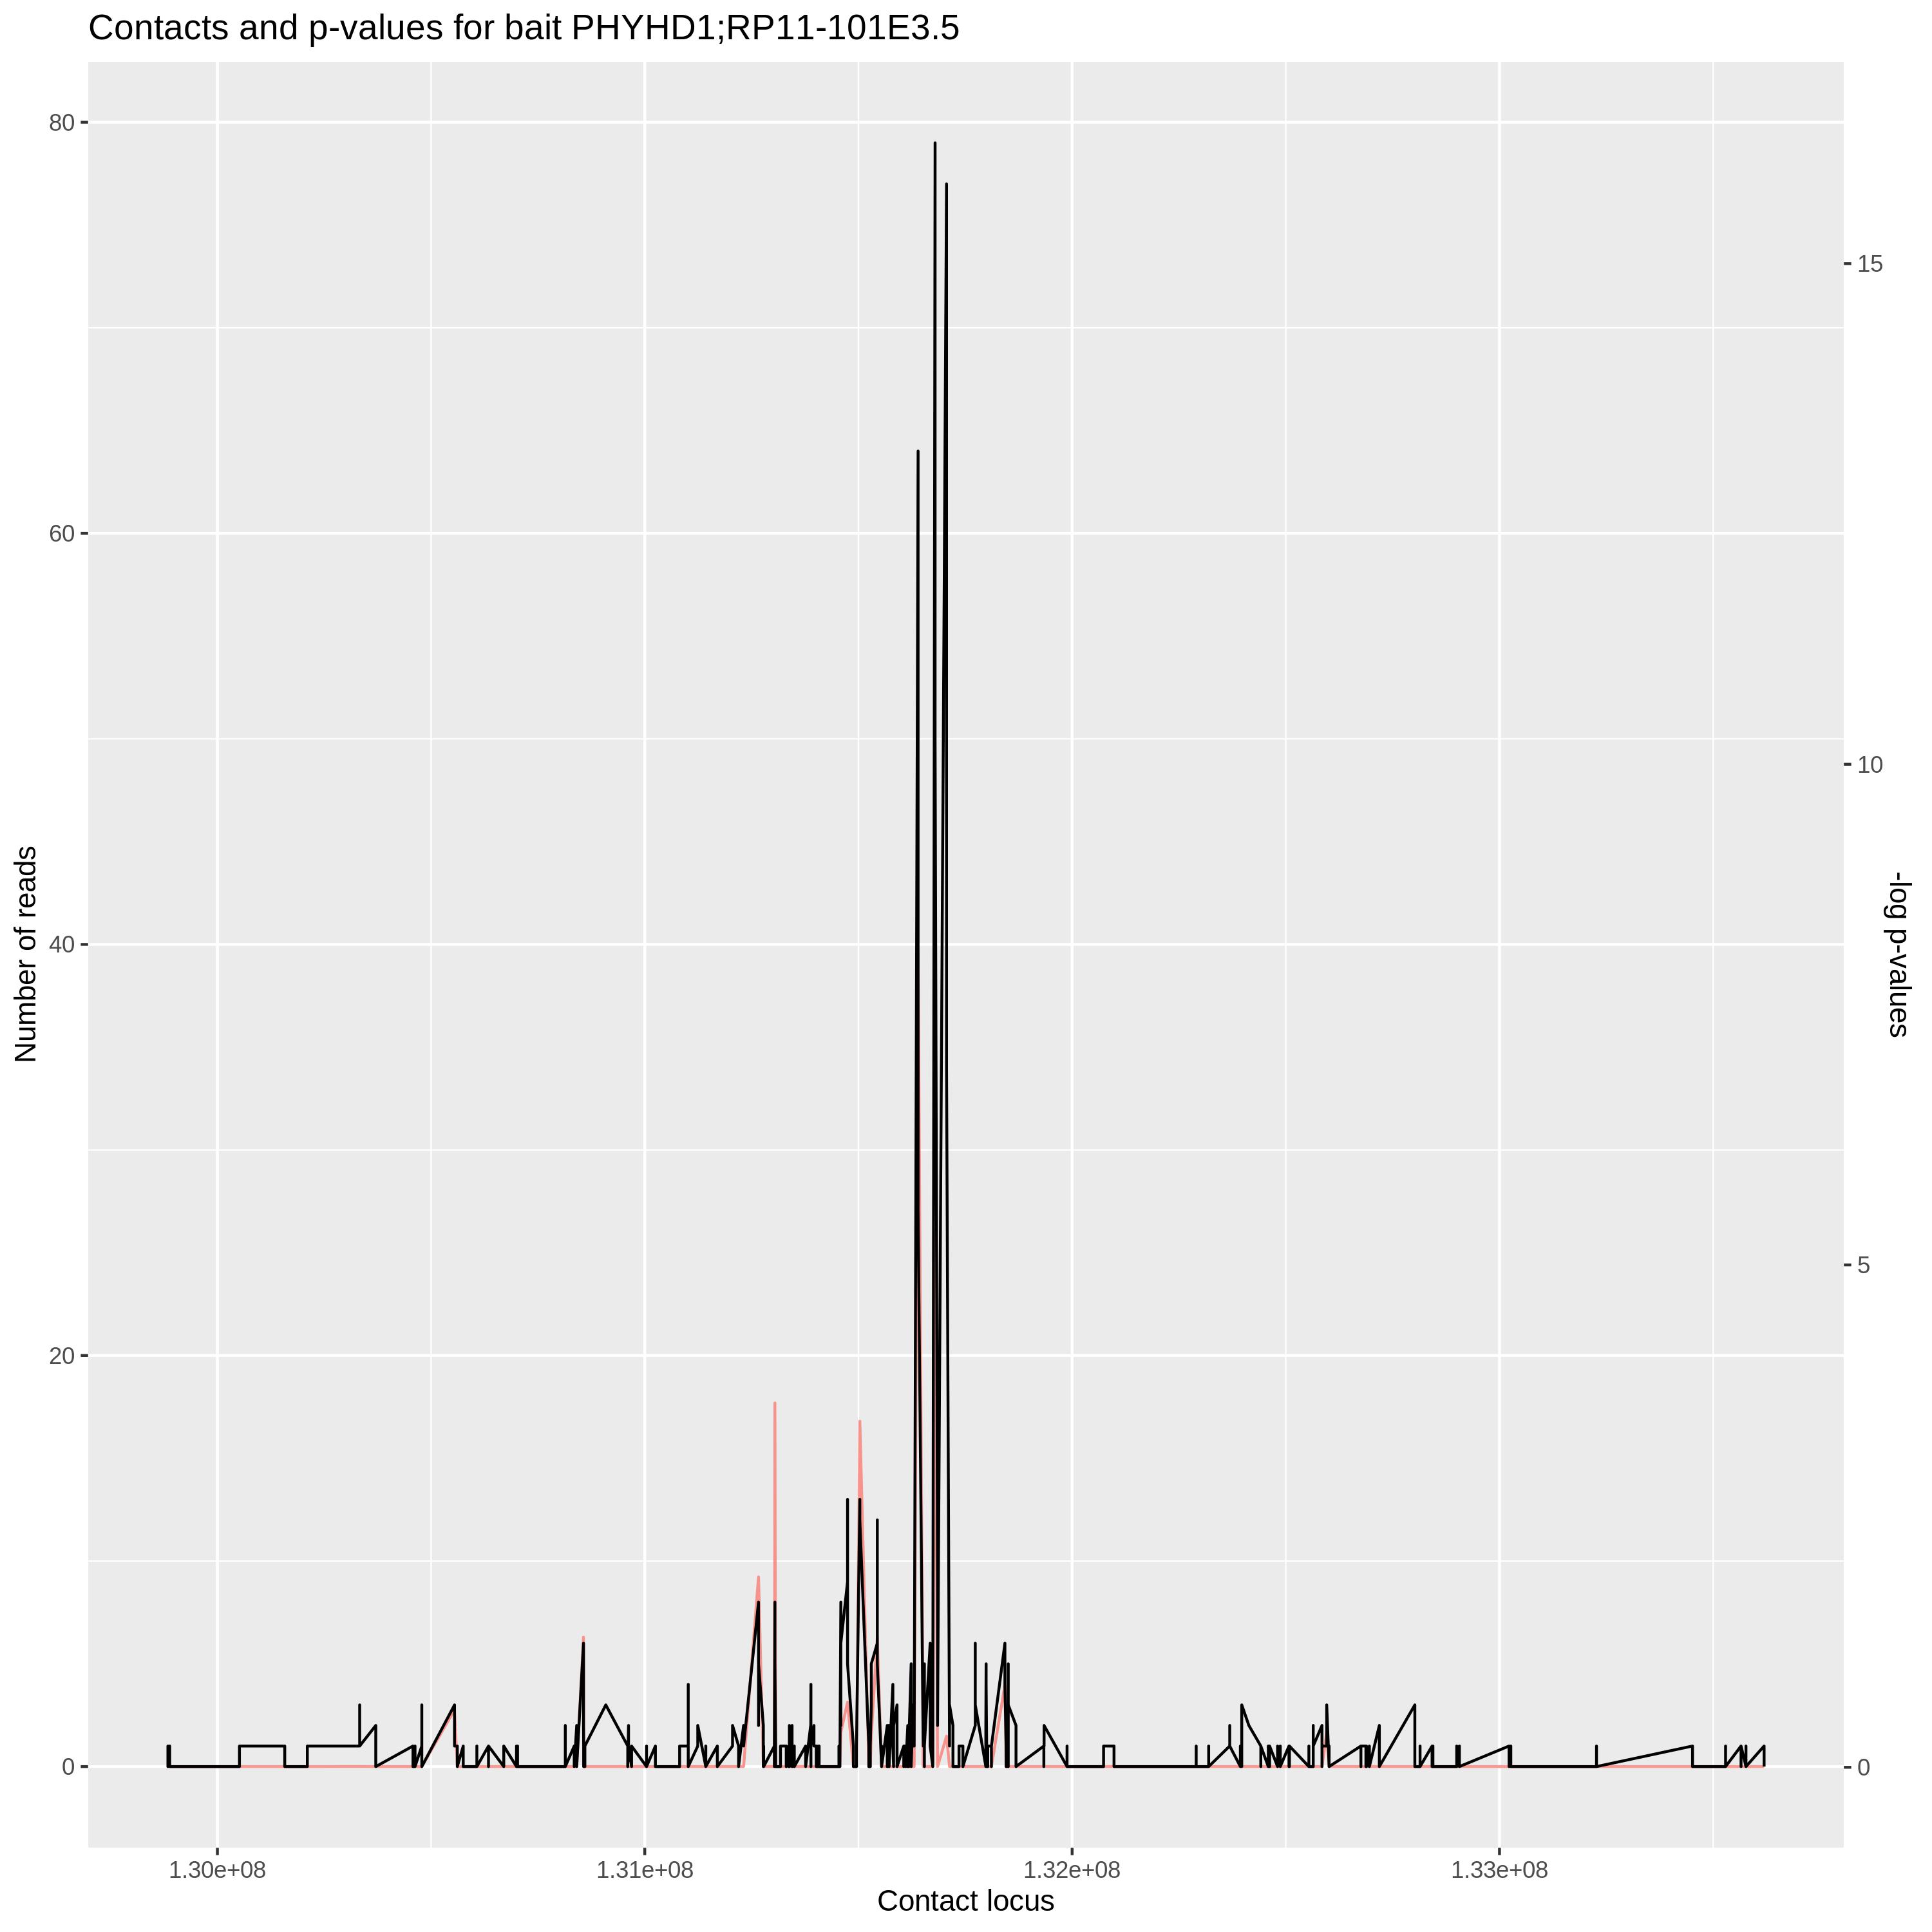 Contacts and p-values for bait PHYHD1;RP11-101E3.5
Number of reads
80
60
40
20
0
15
10
5
0
-log p-values
1.30e+08
1.31e+08
1.32e+08
1.33e+08
Contact locus